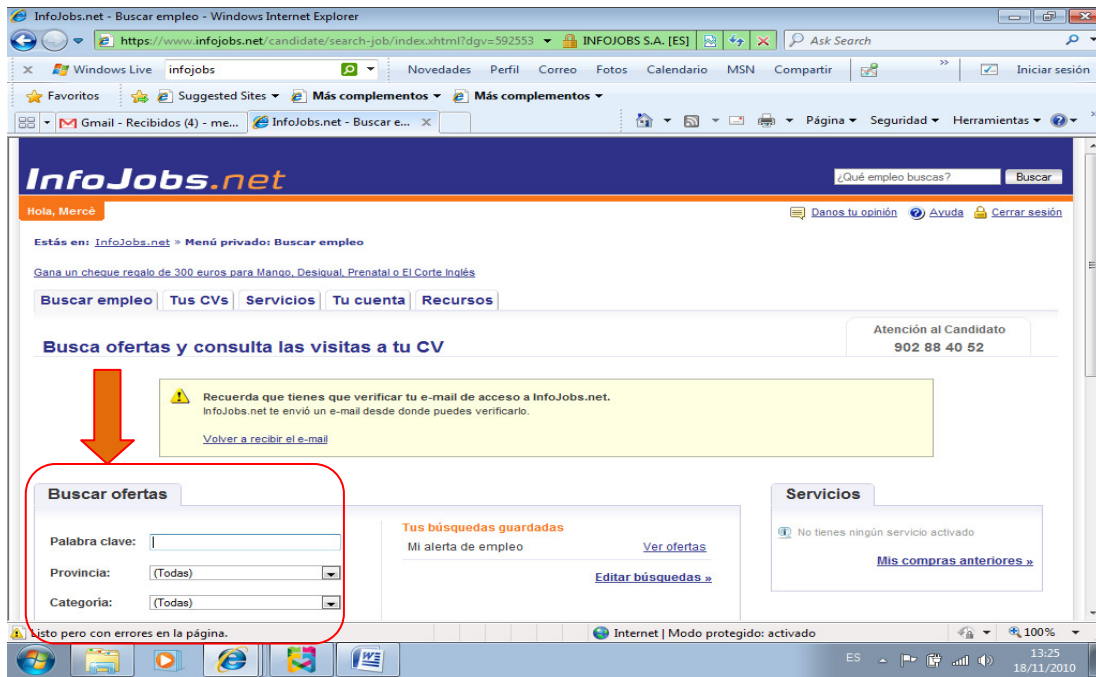 InfoJobs.net - Buscar empleo - Windows Internet Explorer
https://www.infojobs.net/candidate/search-job/index.xhtml?dgv=592553 INFOJOBS S.A. [ES] Ask Search
Windows Live infojobs Novedades Perfil Correo Fotos Calendario MSN Compartir » Iniciar sesión
Favoritos Suggested Sites Más complementos Más complementos
Gmail - Recibidos (4) - me... InfoJobs.net - Buscar e... Página Seguridad Herramientas »
InfoJobs.net ¿Qué empleo buscas? Buscar
Hola, Mercè Danos tu opinión Ayuda Cerrar sesión
Estás en: InfoJobs.net » Menú privado: Buscar empleo
Gana un cheque regalo de 300 euros para Mango, Desigual, Prenatal o El Corte Inglés
Buscar empleo Tus CVs Servicios Tu cuenta Recursos
Atención al Candidato
Busca ofertas y consulta las visitas a tu CV 902 88 40 52
Recuerda que tienes que verificar tu e-mail de acceso a InfoJobs.net.
InfoJobs.net te envió un e-mail desde donde puedes verificarlo.
Volver a recibir el e-mail
Buscar ofertas
Palabra clave:
Provincia: (Todas)
Categoría: (Todas)
Tus búsquedas guardadas
Mi alerta de empleo Ver ofertas
Editar búsquedas »
Servicios
No tienes ningún servicio activado
Mis compras anteriores »
Listo pero con errores en la página. Internet | Modo protegido: activado 100%
ES 13:25
18/11/2010